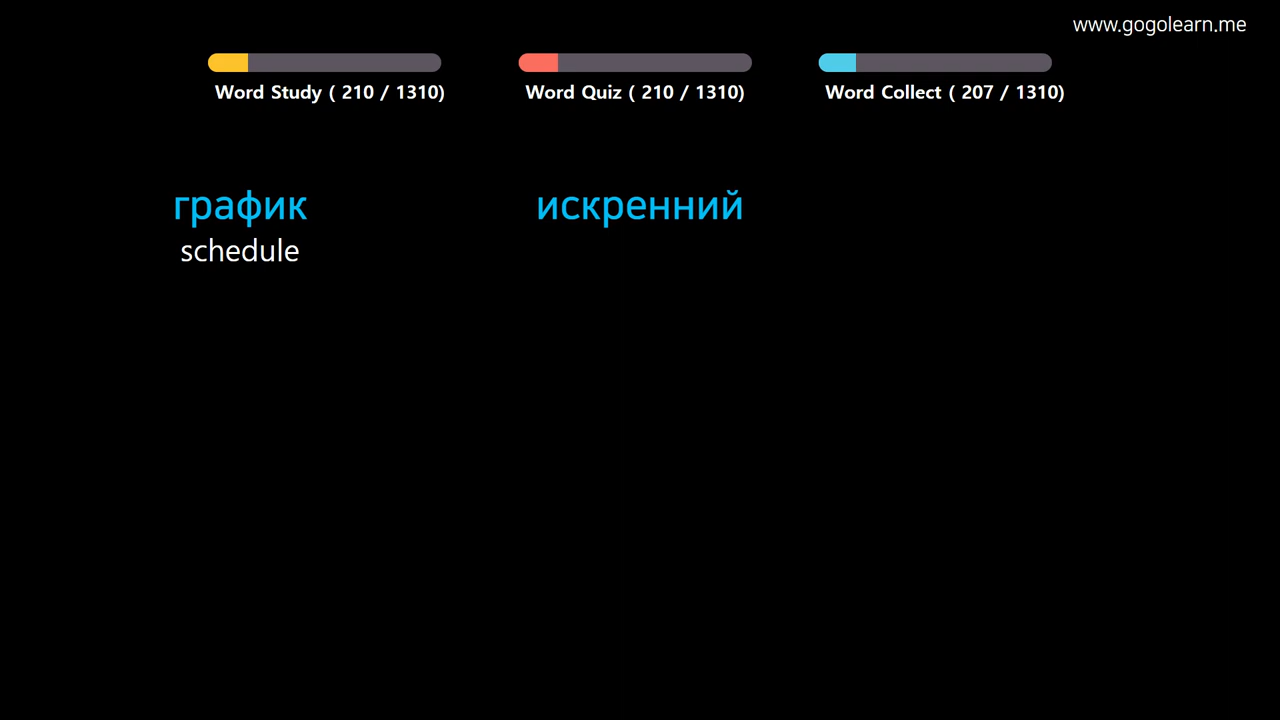 www.gogolearn.me
Word Study ( 210 / 1310)
Word Quiz ( 210 / 1310)
Word Collect ( 207 / 1310)
график
schedule
искренний